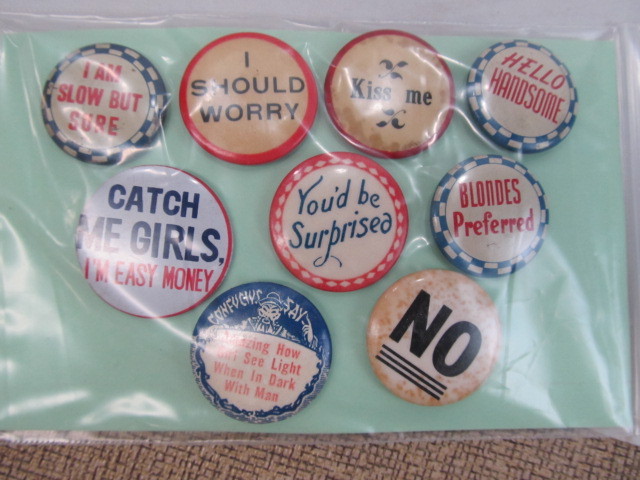 I AM
SLOW BUT
SURE
I
SHOULD
WORRY
Kiss me
HELLO
HANDSOME
CATCH
ME GIRLS,
I'M EASY MONEY
You'd be
Surprised
BLONDES
Preferred
CONFUCIUS SAY
How
See Light
When In Dark
With Man
NO